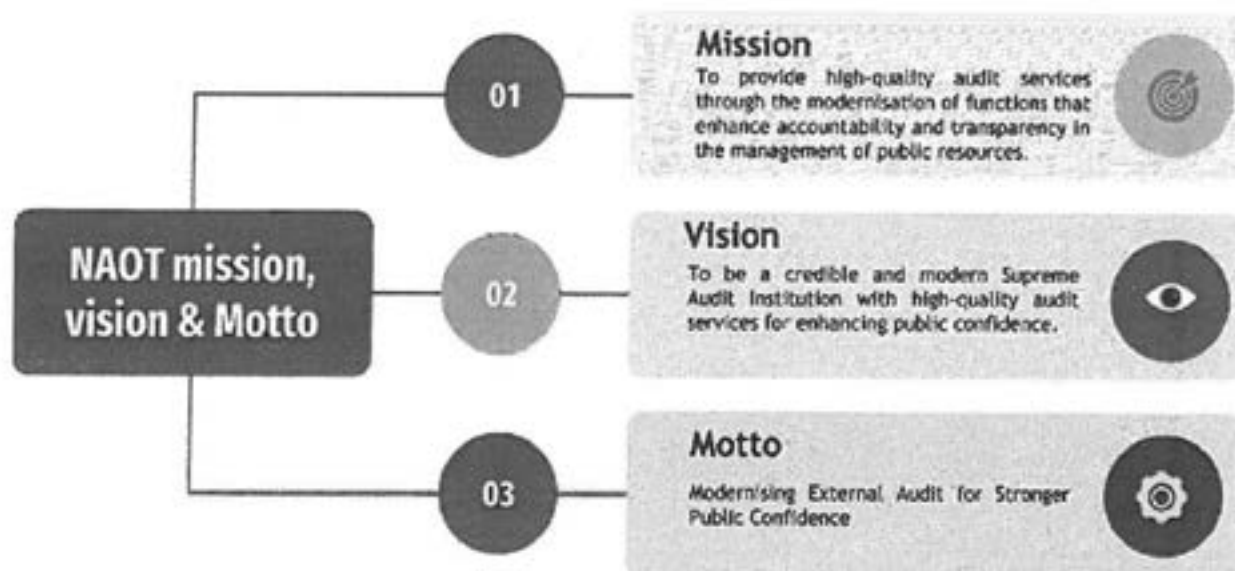 NAOT mission,
vision & Motto
01
Mission
To provide high-quality audit services
through the modernisation of functions that
enhance accountability and transparency in
the management of public resources.
02
Vision
To be a credible and modern Supreme
Audit Institution with high-quality audit
services for enhancing public confidence.
03
Motto
Modernising External Audit for Stronger
Public Confidence